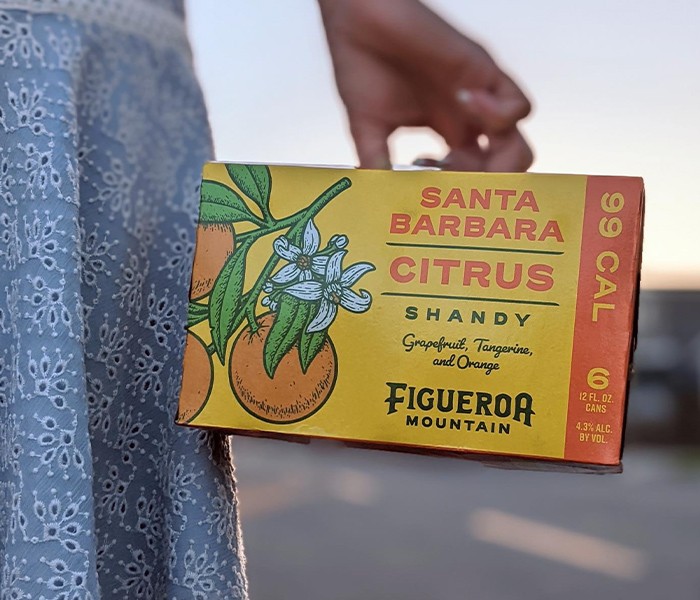 SANTA
BARBARA
CITRUS
SHANDY
Grapefruit, Tangerine,
and Orange
FIGUEROA
MOUNTAIN
99 CAL
6
12 FL. OZ.
CANS
4.3% ALC.
BY VOL.